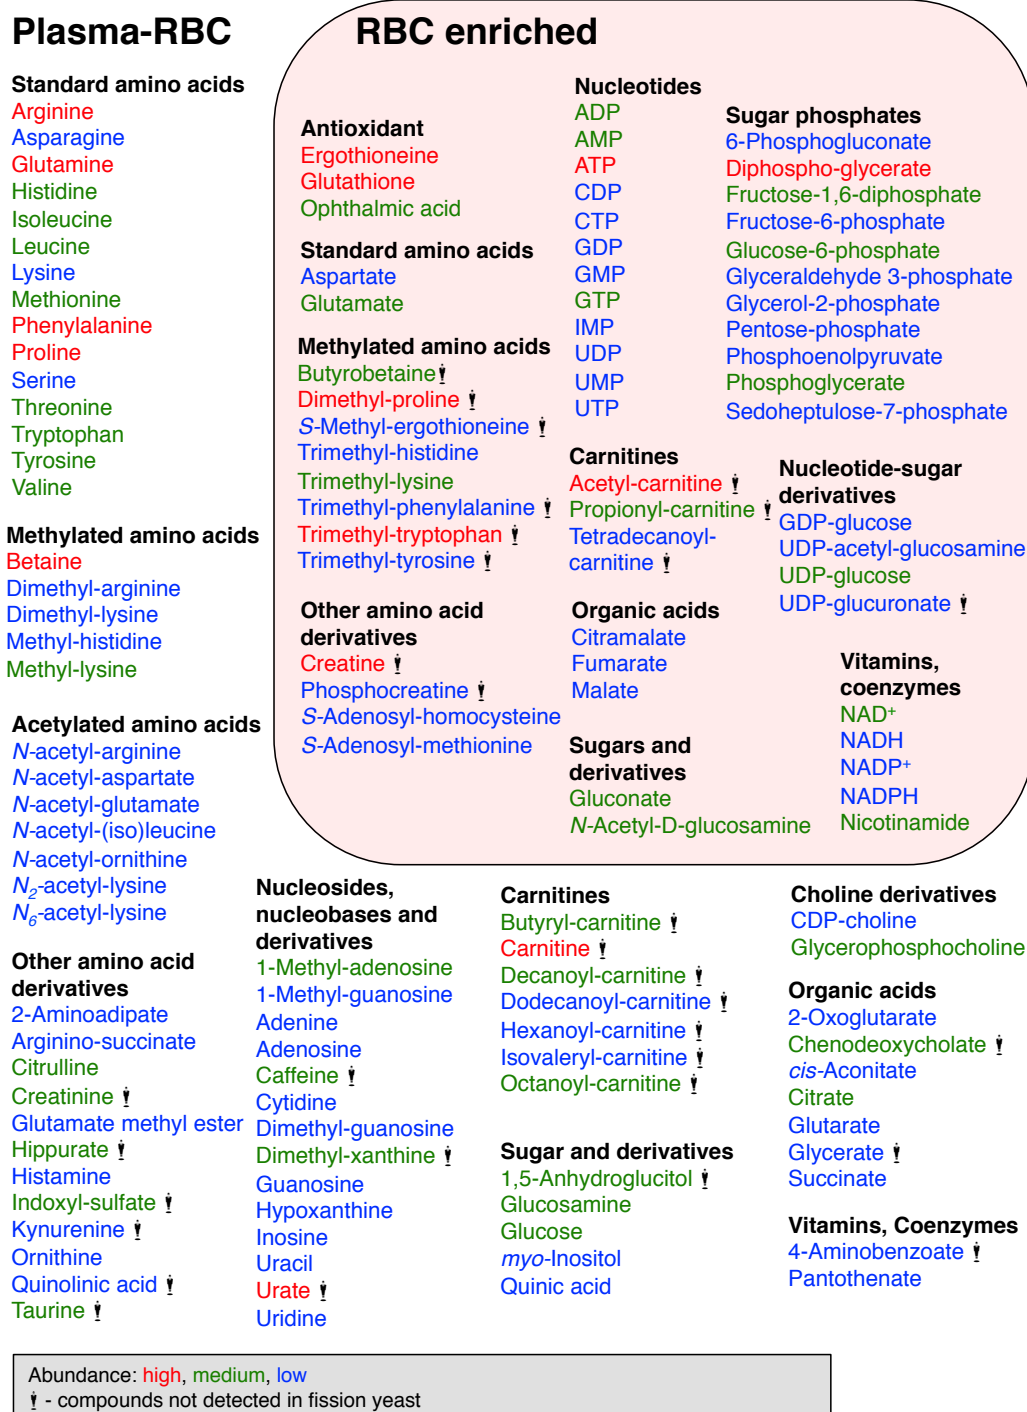 Plasma-RBC
RBC enriched
Standard amino acids
Arginine
Asparagine
Glutamine
Histidine
Isoleucine
Leucine
Lysine
Methionine
Phenylalanine
Proline
Serine
Threonine
Tryptophan
Tyrosine
Valine
Methylated amino acids
Betaine
Dimethyl-arginine
Dimethyl-lysine
Methyl-histidine
Methyl-lysine
Acetylated amino acids
N-acetyl-arginine
N-acetyl-aspartate
N-acetyl-glutamate
N-acetyl-(iso)leucine
N-acetyl-ornithine
N2-acetyl-lysine
N6-acetyl-lysine
Other amino acid
derivatives
2-Aminoadipate
Arginino-succinate
Citrulline
Creatinine
Glutamate methyl ester
Hippurate
Histamine
Indoxyl-sulfate
Kynurenine
Ornithine
Quinolinic acid
Taurine
Antioxidant
Ergothioneine
Glutathione
Ophthalmic acid
Standard amino acids
Aspartate
Glutamate
Methylated amino acids
Butyrobetaine
Dimethyl-proline
S-Methyl-ergothioneine
Trimethyl-histidine
Trimethyl-lysine
Trimethyl-phenylalanine
Trimethyl-tryptophan
Trimethyl-tyrosine
Other amino acid
derivatives
Creatine
Phosphocreatine
S-Adenosyl-homocysteine
S-Adenosyl-methionine
Nucleotides
ADP
AMP
ATP
CDP
CTP
GDP
GMP
GTP
IMP
UDP
UMP
UTP
Carnitines
Acetyl-carnitine
Propionyl-carnitine
Tetradecanoyl-
carnitine
Organic acids
Citramalate
Fumarate
Malate
Sugars and
derivatives
Gluconate
N-Acetyl-D-glucosamine
Sugar phosphates
6-Phosphogluconate
Diphospho-glycerate
Fructose-1,6-diphosphate
Fructose-6-phosphate
Glucose-6-phosphate
Glyceraldehyde 3-phosphate
Glycerol-2-phosphate
Pentose-phosphate
Phosphoenolpyruvate
Phosphoglycerate
Sedoheptulose-7-phosphate
Nucleotide-sugar
derivatives
GDP-glucose
UDP-acetyl-glucosamine
UDP-glucose
UDP-glucuronate
Vitamins,
coenzymes
NAD+
NADH
NADP+
NADPH
Nicotinamide
Nucleosides,
nucleobases and
derivatives
1-Methyl-adenosine
1-Methyl-guanosine
Adenine
Adenosine
Caffeine
Cytidine
Dimethyl-guanosine
Dimethyl-xanthine
Guanosine
Hypoxanthine
Inosine
Uracil
Urate
Uridine
Carnitines
Butyryl-carnitine
Carnitine
Decanoyl-carnitine
Dodecanoyl-carnitine
Hexanoyl-carnitine
Isovaleryl-carnitine
Octanoyl-carnitine
Sugar and derivatives
1,5-Anhydroglucitol
Glucosamine
Glucose
myo-Inositol
Quinic acid
Choline derivatives
CDP-choline
Glycerophosphocholine
Organic acids
2-Oxoglutarate
Chenodeoxycholate
cis-Aconitate
Citrate
Glutarate
Glycerate
Succinate
Vitamins, Coenzymes
4-Aminobenzoate
Pantothenate
Abundance: high, medium, low
- compounds not detected in fission yeast